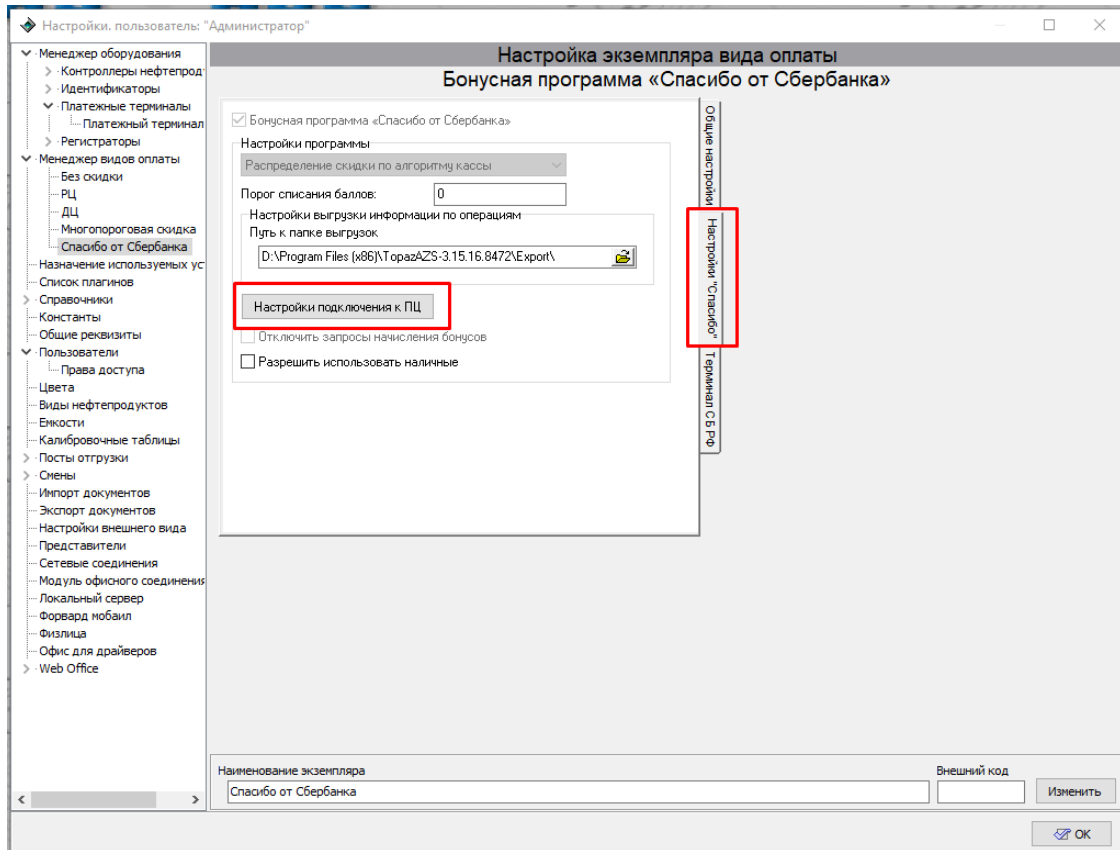 Настройки. пользователь: "Администратор"
Менеджер оборудования
Контроллеры нефтепрод
Идентификаторы
Платежные терминалы
Платежный терминал
Регистраторы
Менеджер видов оплаты
Без скидки
РЦ
ДЦ
Многопороговая скидка
Спасибо от Сбербанка
Назначение используемых ус
Список плагинов
Справочники
Константы
Общие реквизиты
Пользователи
Права доступа
Цвета
Виды нефтепродуктов
Емкости
Калибровочные таблицы
Посты отгрузки
Смены
Импорт документов
Экспорт документов
Настройки внешнего вида
Представители
Сетевые соединения
Модуль офисного соединения
Локальный сервер
Форвард мобаил
Физлица
Офис для драйверов
Web Office
Настройка экземпляра вида оплаты
Бонусная программа «Спасибо от Сбербанка»
Бонусная программа «Спасибо от Сбербанка»
Настройки программы
Распределение скидки по алгоритму кассы
Порог списания баллов: 0
Настройки выгрузки информации по операциям
Путь к папке выгрузок
D:\Program Files (x86)\TopazAZS-3.15.16.8472\Export\
Настройки подключения к ПЦ
Отключить запросы начисления бонусов
Разрешить использовать наличные
Общие настройки
Настройки "Спасибо"
Терминал СБ РФ
Наименование экземпляра
Внешний код
Спасибо от Сбербанка
Изменить
OK